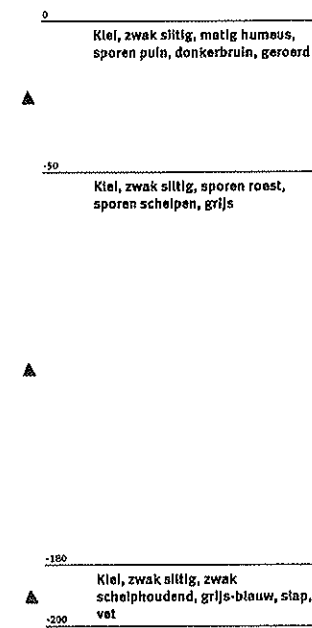 0
Klei, zwak siltig, matig humeus,
sporen puin, donkerbruin, geroerd
-50
Klei, zwak siltig, sporen roest,
sporen schelpen, grijs
-180
Klei, zwak siltig, zwak
schelphoudend, grijs-blauw, slap,
vet
-200